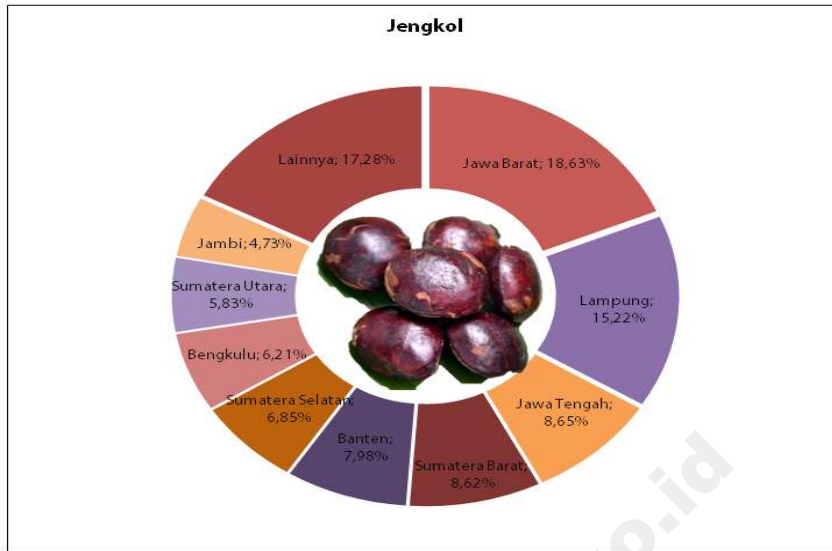 Jengkol
Lainnya; 17,28%
Jawa Barat; 18,63%
Jambi; 4,73%
Sumatera Utara;
5,83%
Lampung;
15,22%
Bengkulu; 6,21%
Sumatera Selatan;
6,85%
Jawa Tengah;
8,65%
Banten;
7,98%
Sumatera Barat;
8,62%
o.id